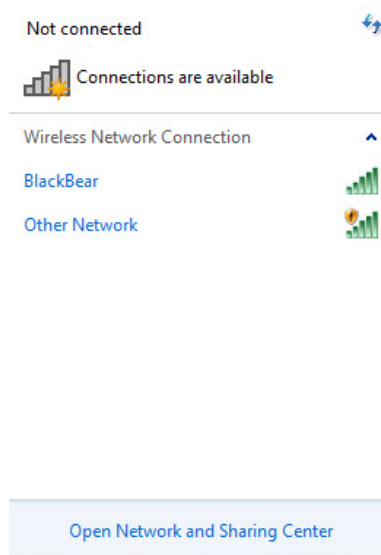 Not connected
Connections are available
Wireless Network Connection
BlackBear
Other Network
Open Network and Sharing Center